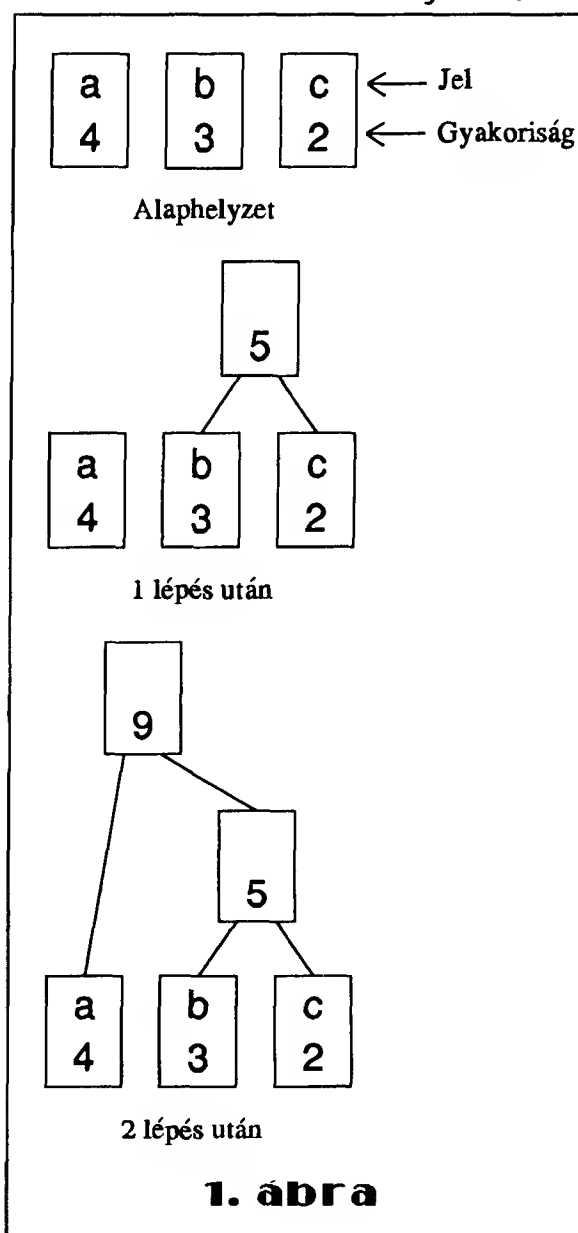 a b c Jel
4 3 2 Gyakoriság
Alaphelyzet
5
a b c
4 3 2
1 lépés után
9
5
a b c
4 3 2
2 lépés után
1. ábra